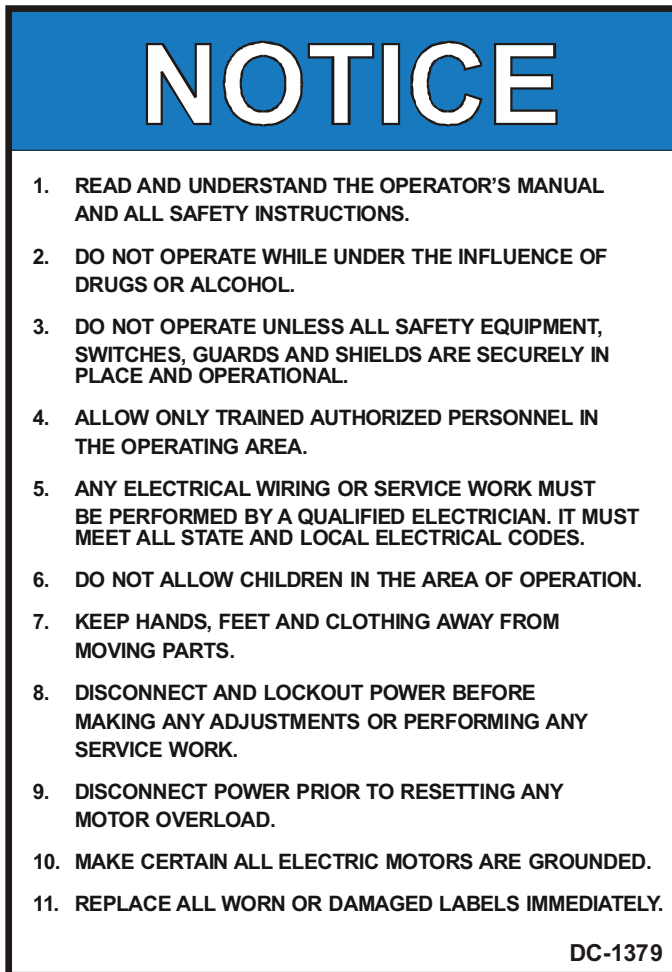 NOTICE
1. READ AND UNDERSTAND THE OPERATOR'S MANUAL
AND ALL SAFETY INSTRUCTIONS.
2. DO NOT OPERATE WHILE UNDER THE INFLUENCE OF
DRUGS OR ALCOHOL.
3. DO NOT OPERATE UNLESS ALL SAFETY EQUIPMENT,
SWITCHES, GUARDS AND SHIELDS ARE SECURELY IN
PLACE AND OPERATIONAL.
4. ALLOW ONLY TRAINED AUTHORIZED PERSONNEL IN
THE OPERATING AREA.
5. ANY ELECTRICAL WIRING OR SERVICE WORK MUST
BE PERFORMED BY A QUALIFIED ELECTRICIAN. IT MUST
MEET ALL STATE AND LOCAL ELECTRICAL CODES.
6. DO NOT ALLOW CHILDREN IN THE AREA OF OPERATION.
7. KEEP HANDS, FEET AND CLOTHING AWAY FROM
MOVING PARTS.
8. DISCONNECT AND LOCKOUT POWER BEFORE
MAKING ANY ADJUSTMENTS OR PERFORMING ANY
SERVICE WORK.
9. DISCONNECT POWER PRIOR TO RESETTING ANY
MOTOR OVERLOAD.
10. MAKE CERTAIN ALL ELECTRIC MOTORS ARE GROUNDED.
11. REPLACE ALL WORN OR DAMAGED LABELS IMMEDIATELY.
DC-1379